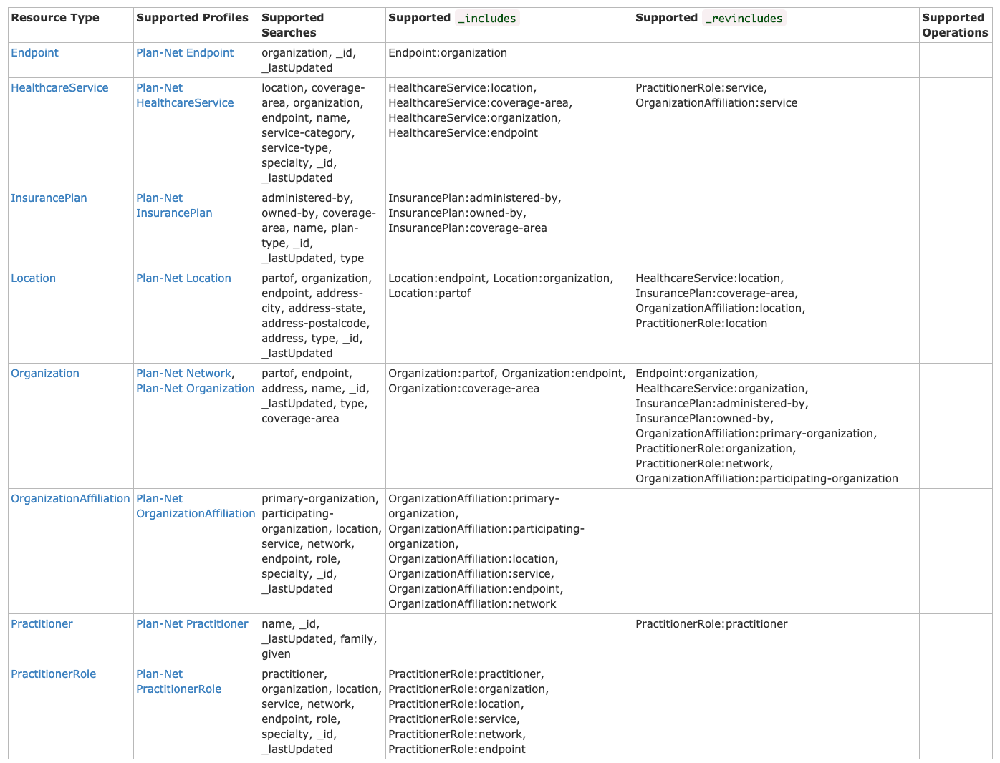 Resource Type
Supported Profiles
Supported
Searches
Supported _includes
Supported _revincludes
Supported
Operations
Endpoint
Plan-Net Endpoint
organization, _id,
_lastUpdated
Endpoint:organization
HealthcareService
Plan-Net
HealthcareService
location, coverage-
area, organization,
endpoint, name,
service-category,
service-type,
specialty, _id,
_lastUpdated
HealthcareService:location,
HealthcareService:coverage-area,
HealthcareService:organization,
HealthcareService:endpoint
PractitionerRole:service,
OrganizationAffiliation:service
InsurancePlan
Plan-Net
InsurancePlan
administered-by,
owned-by, coverage-
area, name, plan-
type, _id,
_lastUpdated, type
InsurancePlan:administered-by,
InsurancePlan:owned-by,
InsurancePlan:coverage-area
Location
Plan-Net Location
partof, organization,
endpoint, address-
city, address-state,
address-postalcode,
address, type, _id,
_lastUpdated
Location:endpoint, Location:organization,
Location:partof
HealthcareService:location,
InsurancePlan:coverage-area,
OrganizationAffiliation:location,
PractitionerRole:location
Organization
Plan-Net Network,
Plan-Net Organization
partof, endpoint,
address, name, _id,
_lastUpdated, type,
coverage-area
Organization:partof, Organization:endpoint,
Organization:coverage-area
Endpoint:organization,
HealthcareService:organization,
InsurancePlan:administered-by,
InsurancePlan:owned-by,
OrganizationAffiliation:primary-organization,
PractitionerRole:organization,
PractitionerRole:network,
OrganizationAffiliation:participating-organization
OrganizationAffiliation
Plan-Net
OrganizationAffiliation
primary-organization,
participating-
organization, location,
service, network,
endpoint, role,
specialty, _id,
_lastUpdated
OrganizationAffiliation:primary-
organization,
OrganizationAffiliation:participating-
organization,
OrganizationAffiliation:location,
OrganizationAffiliation:service,
OrganizationAffiliation:endpoint,
OrganizationAffiliation:network
Practitioner
Plan-Net Practitioner
name, _id,
_lastUpdated, family,
given
PractitionerRole:practitioner
PractitionerRole
Plan-Net
PractitionerRole
practitioner,
organization, location,
service, network,
endpoint, role,
specialty, _id,
_lastUpdated
PractitionerRole:practitioner,
PractitionerRole:organization,
PractitionerRole:location,
PractitionerRole:service,
PractitionerRole:network,
PractitionerRole:endpoint